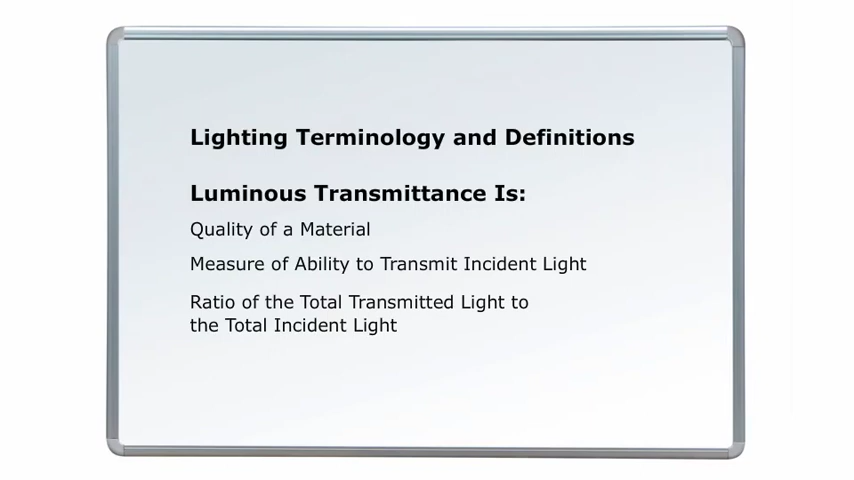 Lighting Terminology and Definitions
Luminous Transmittance Is:
Quality of a Material
Measure of Ability to Transmit Incident Light
Ratio of the Total Transmitted Light to
the Total Incident Light